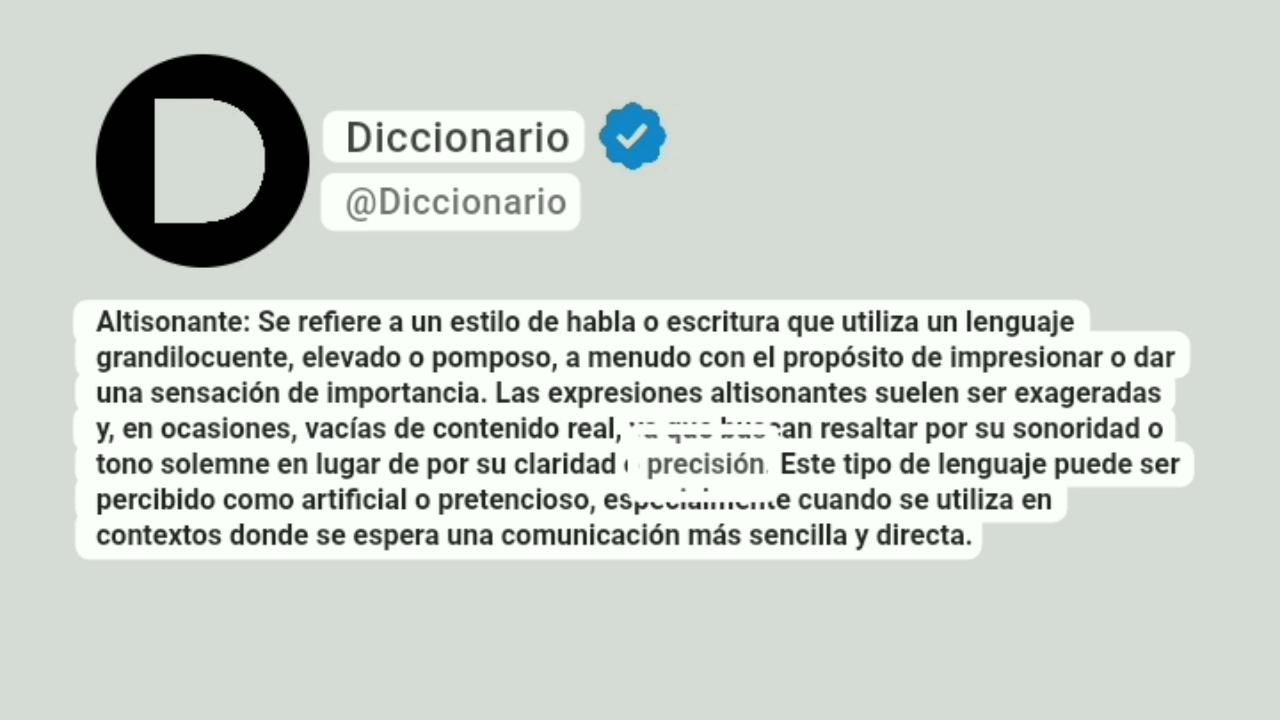 D
Diccionario
@Diccionario
Altisonante: Se refiere a un estilo de habla o escritura que utiliza un lenguaje
grandilocuente, elevado o pomposo, a menudo con el propósito de impresionar o dar
una sensación de importancia. Las expresiones altisonantes suelen ser exageradas
y, en ocasiones, vacías de contenido real, ya que buscan resaltar por su sonoridad o
tono solemne en lugar de por su claridad precisión. Este tipo de lenguaje puede ser
percibido como artificial o pretencioso, especialmente cuando se utiliza en
contextos donde se espera una comunicación más sencilla y directa.